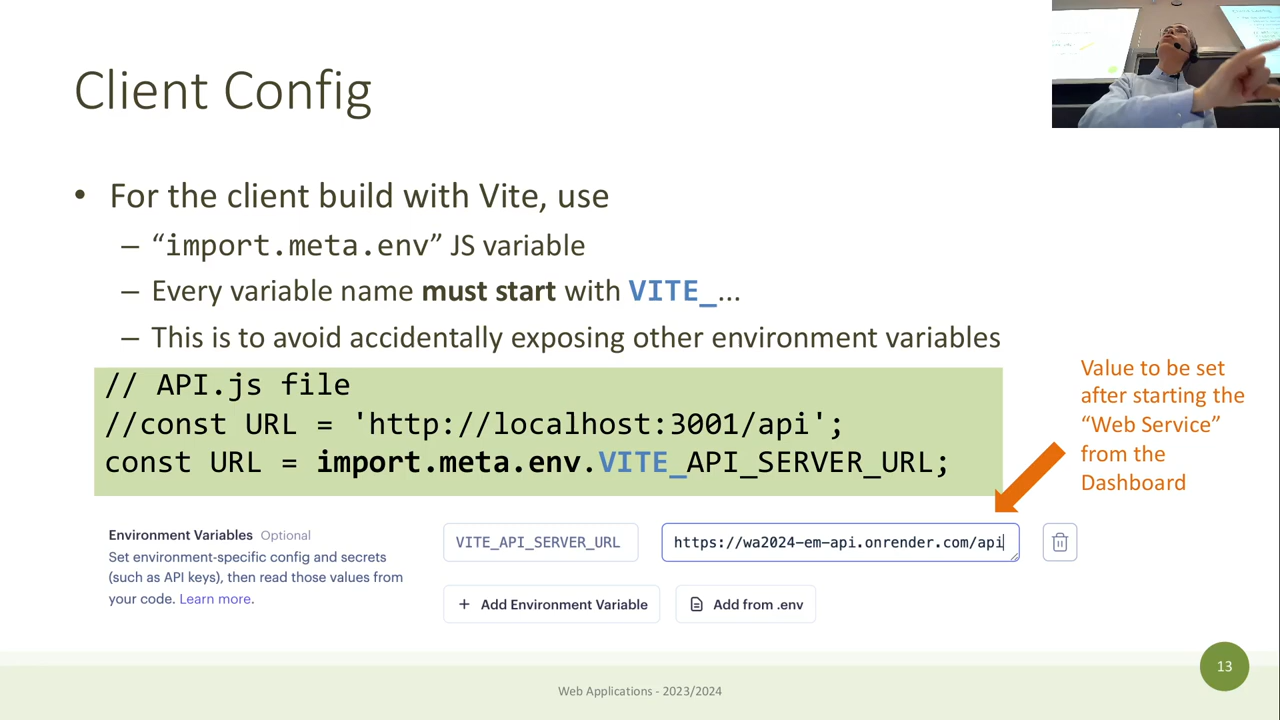 Client Config
• For the client build with Vite, use
– “import.meta.env” JS variable
– Every variable name must start with VITE_...
– This is to avoid accidentally exposing other environment variables
// API.js file
//const URL = 'http://localhost:3001/api';
const URL = import.meta.env.VITE_API_SERVER_URL;
Value to be set
after starting the
“Web Service”
from the
Dashboard
Environment Variables Optional
Set environment-specific config and secrets
(such as API keys), then read those values from
your code. Learn more.
VITE_API_SERVER_URL
https://wa2024-em-api.onrender.com/api
+ Add Environment Variable
Add from .env
13
Web Applications - 2023/2024